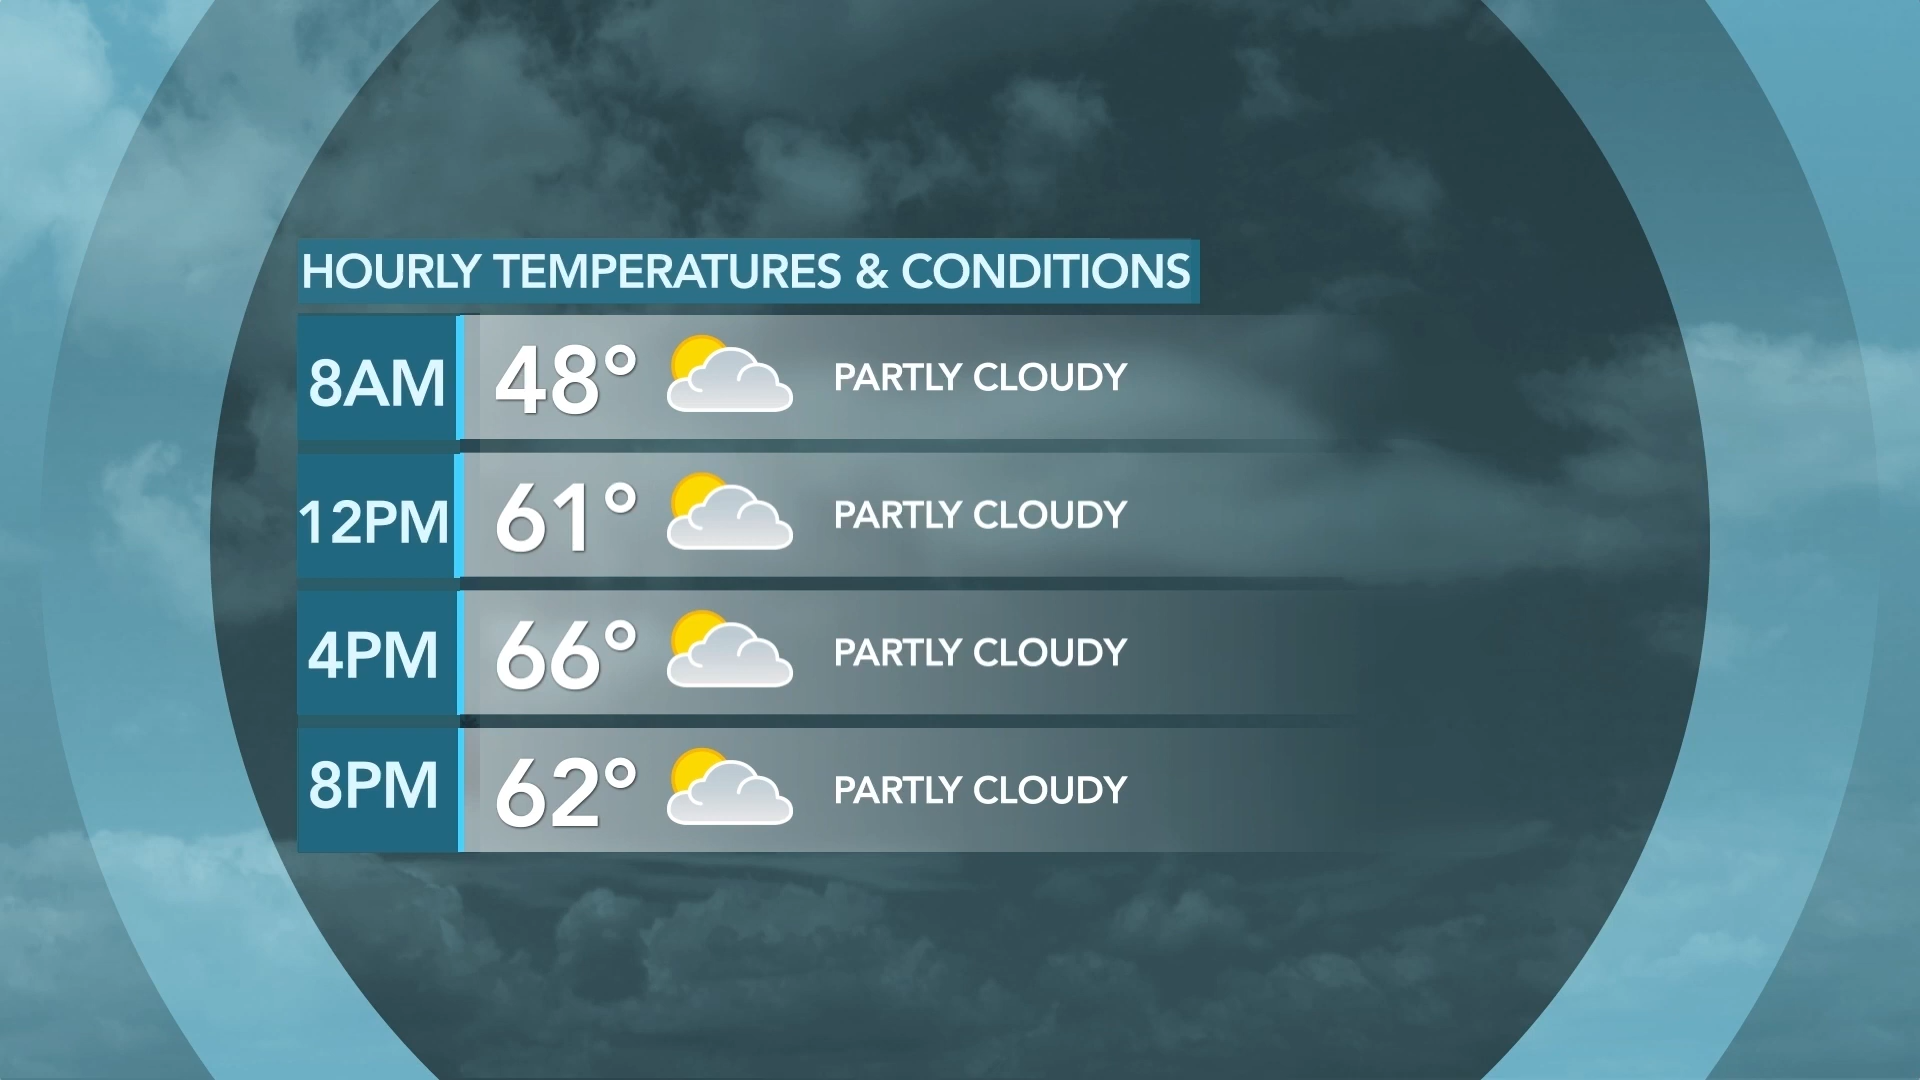 HOURLY TEMPERATURES & CONDITIONS
8AM 48° PARTLY CLOUDY
12PM 61° PARTLY CLOUDY
4PM 66° PARTLY CLOUDY
8PM 62° PARTLY CLOUDY